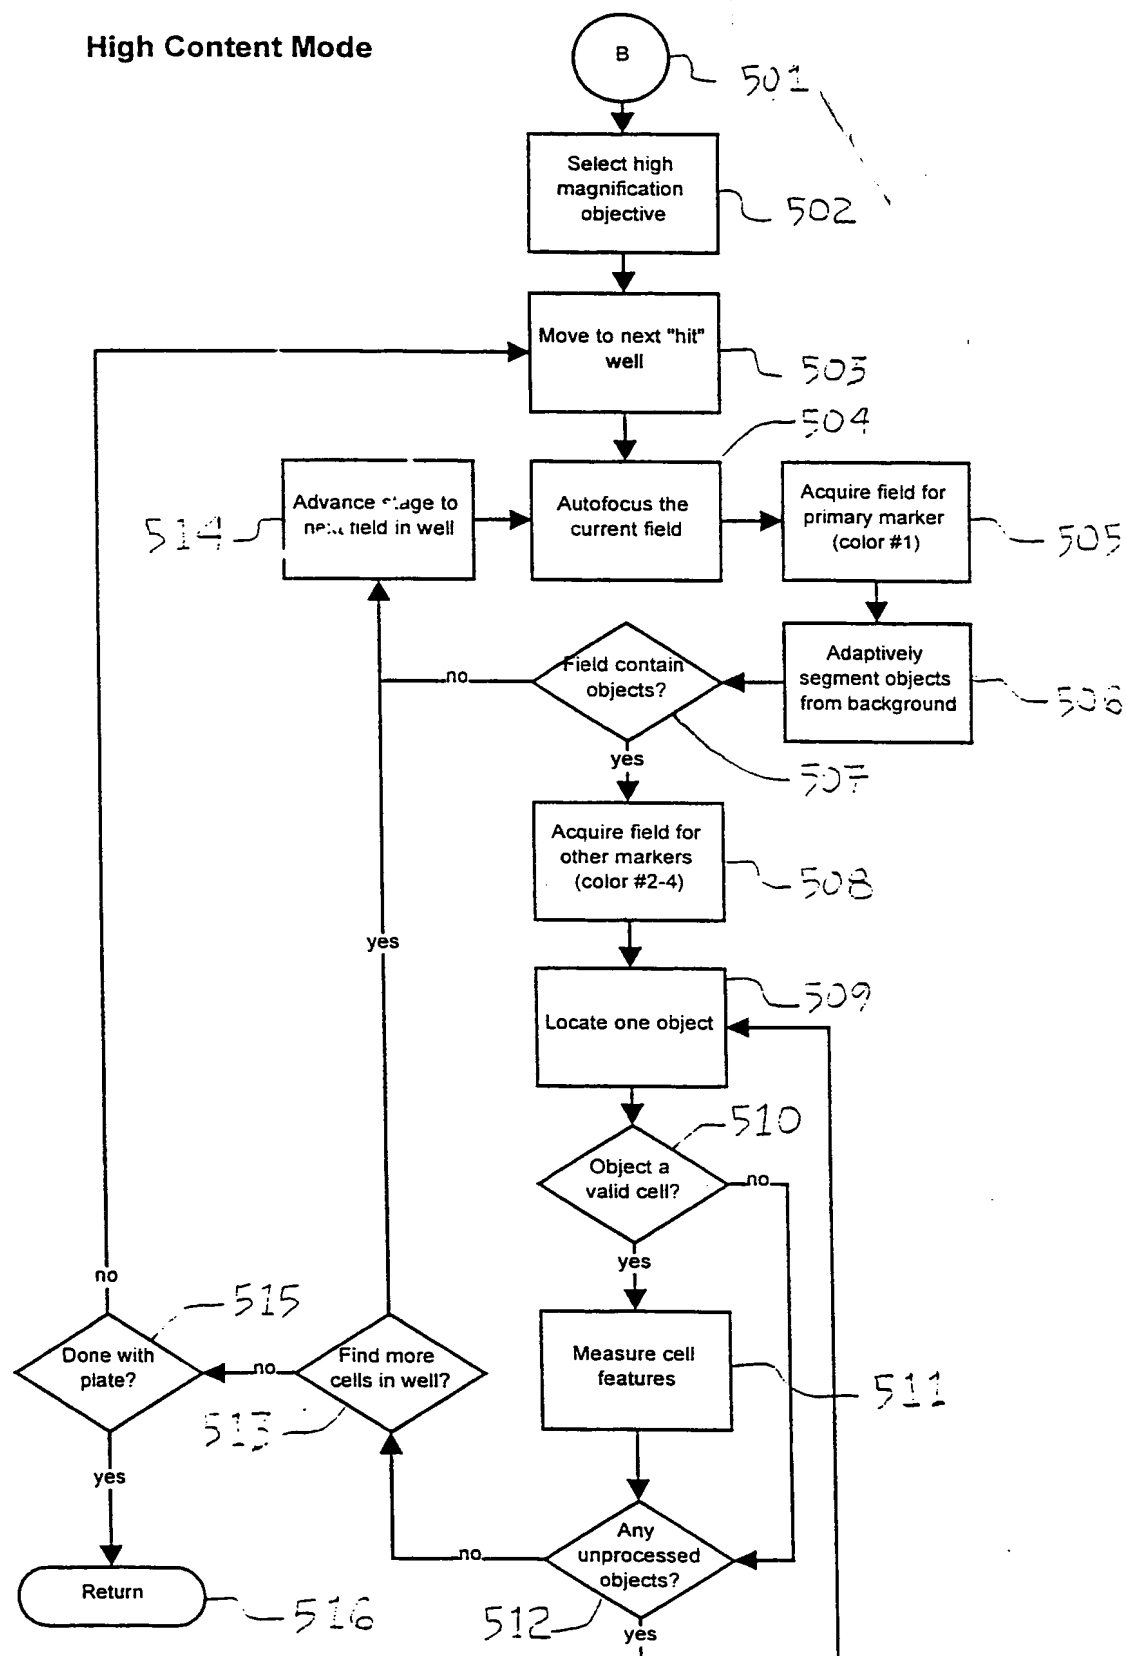 High Content Mode
B
501
Select high
magnification
objective
502
Move to next "hit"
well
503
504
Advance stage to
next field in well
514
Autofocus the
current field
Acquire field for
primary marker
(color #1)
505
Field contain
objects?
no
Adaptively
segment objects
from background
506
yes
507
Acquire field for
other markers
(color #2-4)
508
yes
Locate one object
509
510
Object a
valid cell?
no
yes
no
515
Done with
plate?
no
Find more
cells in well?
Measure cell
features
511
513
yes
Any
unprocessed
objects?
no
Return
516
512
yes